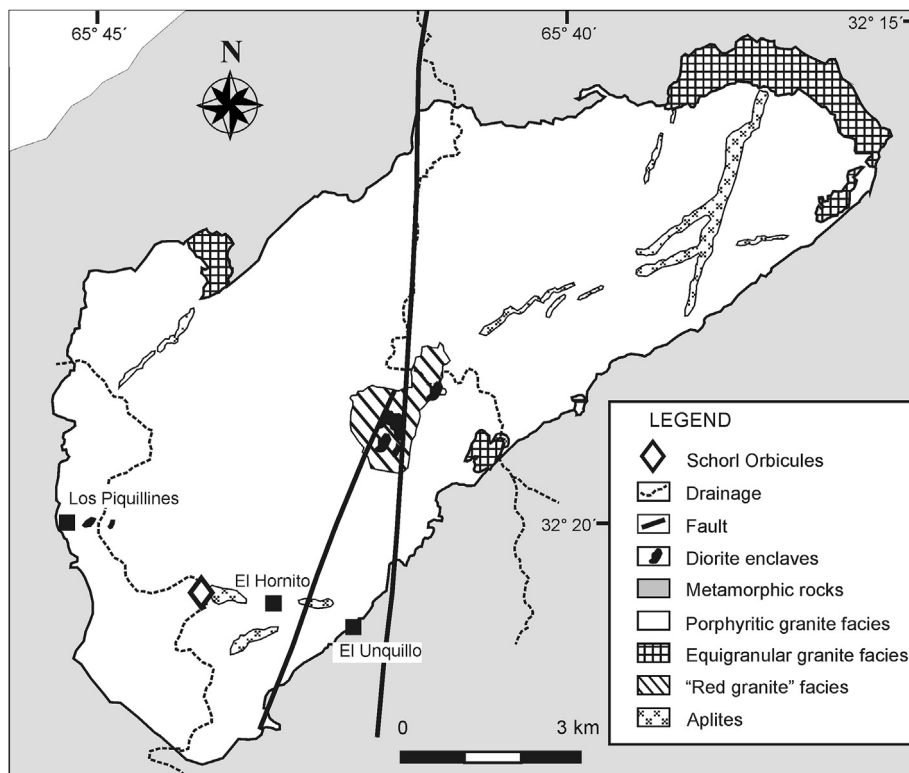 65° 45´
65° 40´
32° 15´
N
Los Piquillines
El Hornito
El Unquillo
32° 20´
0
3 km
LEGEND
Schorl Orbicules
Drainage
Fault
Diorite enclaves
Metamorphic rocks
Porphyritic granite facies
Equigranular granite facies
“Red granite” facies
Aplites